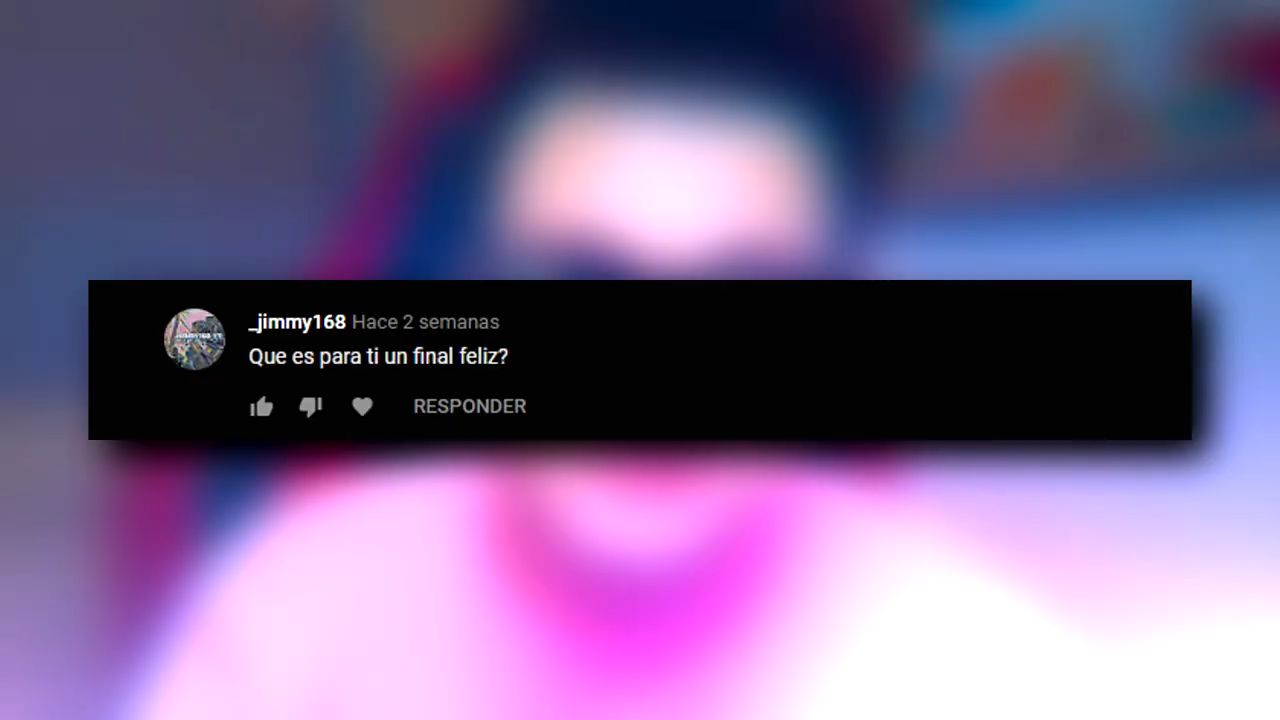 _jimmy168 Hace 2 semanas
Que es para ti un final feliz?
RESPONDER